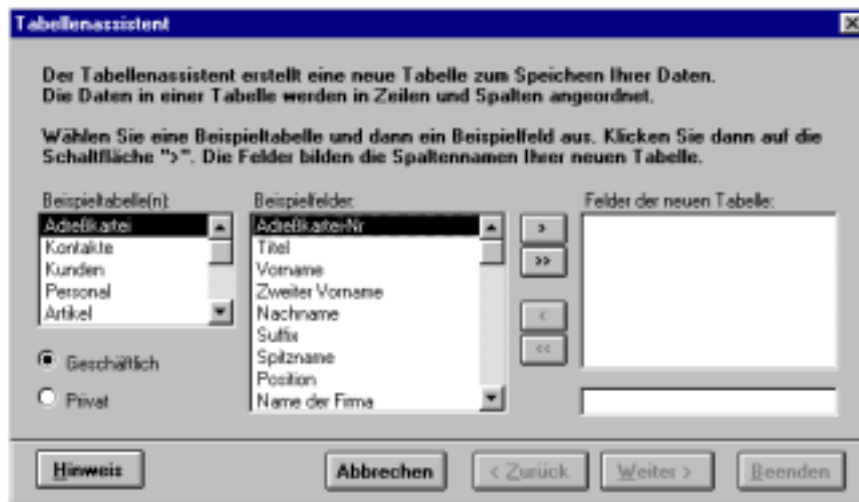 Tabellenassistent
Der Tabellenassistent erstellt eine neue Tabelle zum Speichern Ihrer Daten.
Die Daten in einer Tabelle werden in Zeilen und Spalten angeordnet.
Wählen Sie eine Beispieltabelle und dann ein Beispielfeld aus. Klicken Sie dann auf die
Schaltfläche ">". Die Felder bilden die Spaltennamen Ihrer neuen Tabelle.
Beispieltabelle(n):
Adreßkartei
Kontakte
Kunden
Personal
Artikel
Geschäftlich
Privat
Beispielfelder:
Adreßkartei-Nr
Titel
Vorname
Zweiter Vorname
Nachname
Suffix
Spitzname
Position
Name der Firma
>
>>
<
<<
Felder der neuen Tabelle:
Hinweis
Abbrechen
< Zurück
Weiter >
Beenden